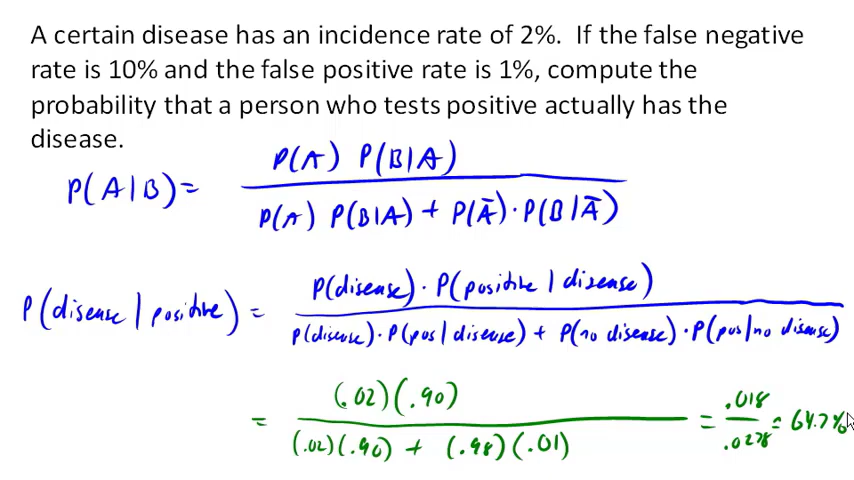 A certain disease has an incidence rate of 2%. If the false negative
rate is 10% and the false positive rate is 1%, compute the
probability that a person who tests positive actually has the
disease.
P(A|B) = P(A) P(B|A) / P(A) P(B|A) + P(Ā) · P(B|Ā)
P(disease | positive) = P(disease) · P(positive | disease) / P(disease) · P(pos | disease) + P(no disease) · P(pos | no disease)
= (.02)(.90) / (.02)(.90) + (.98)(.01) = .018 / .0278 = 64.7%